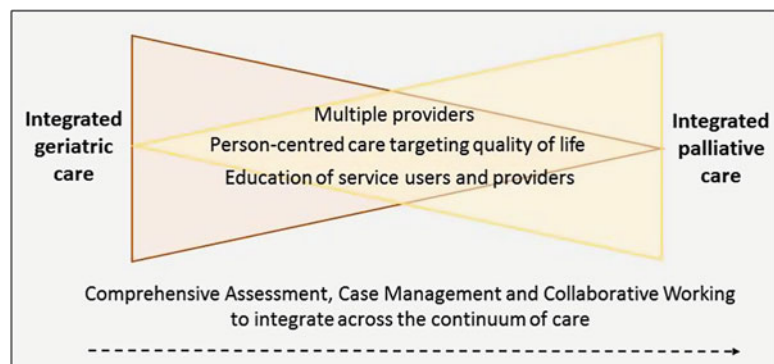 Integrated
geriatric
care
Multiple providers
Person-centred care targeting quality of life
Education of service users and providers
Integrated
palliative
care
Comprehensive Assessment, Case Management and Collaborative Working
to integrate across the continuum of care